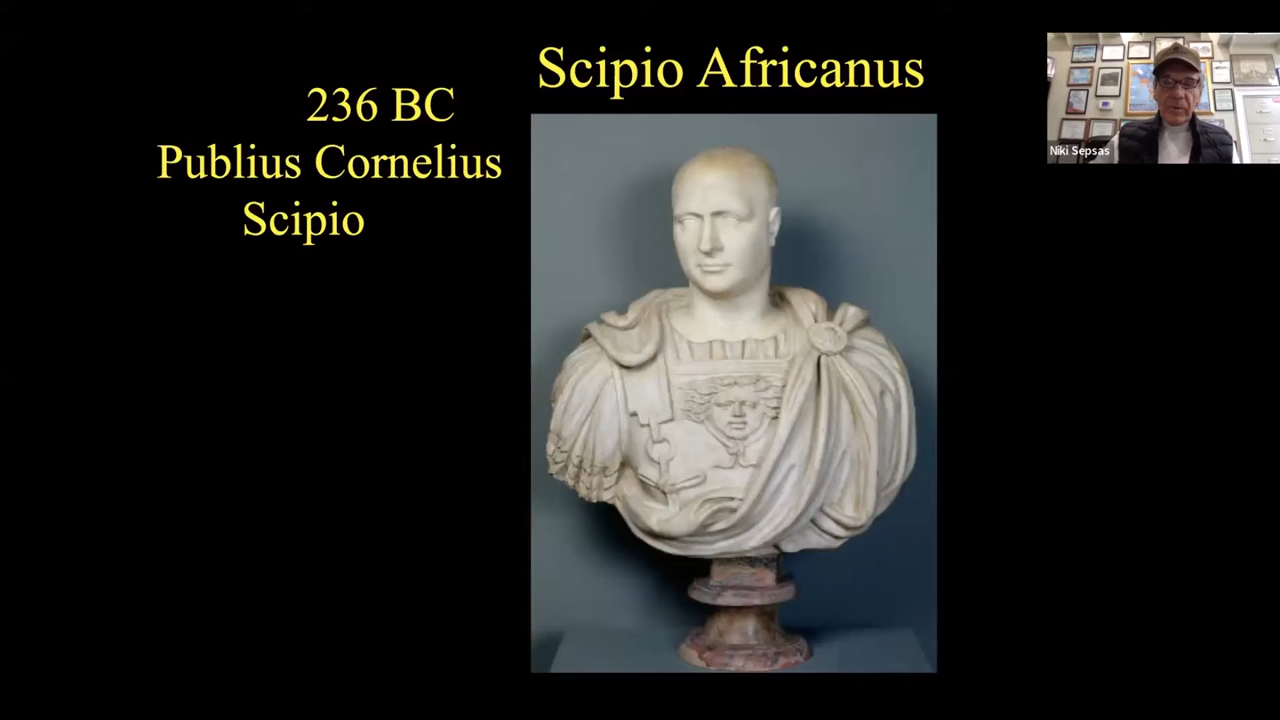 Scipio Africanus
236 BC
Publius Cornelius
Scipio
Niki Sepsas